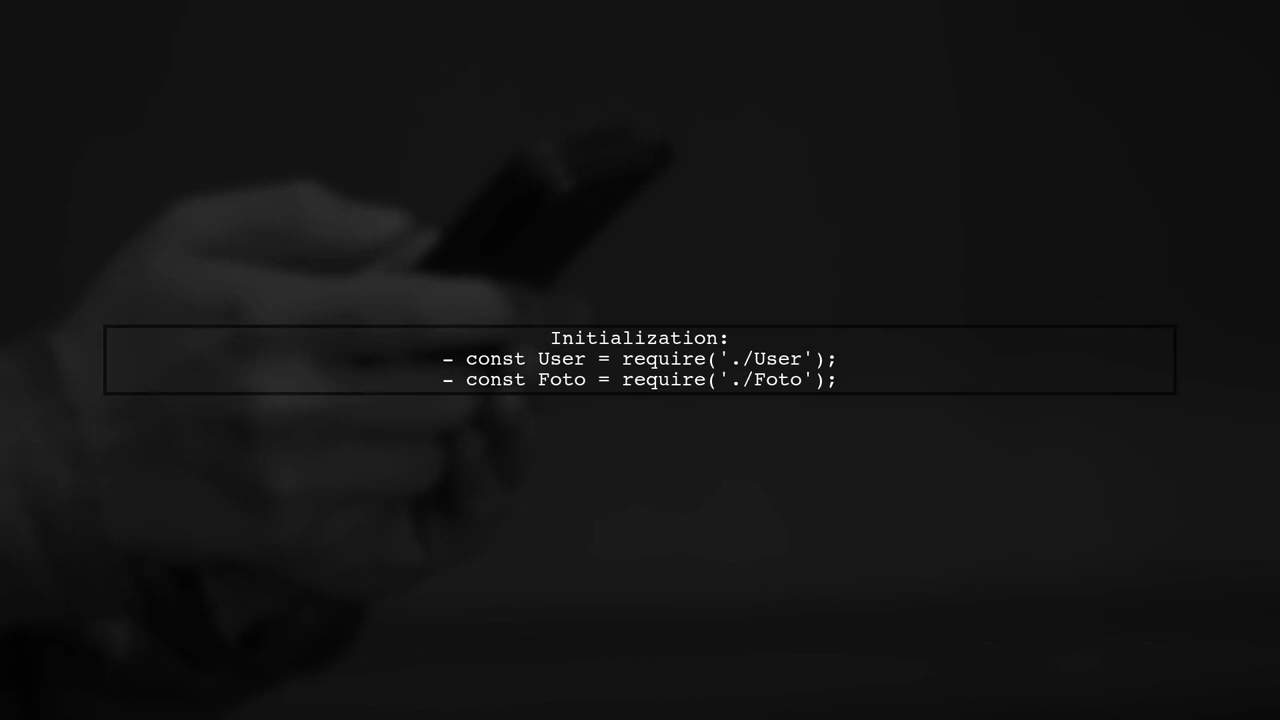 Initialization:
- const User = require('./User');
- const Foto = require('./Foto');